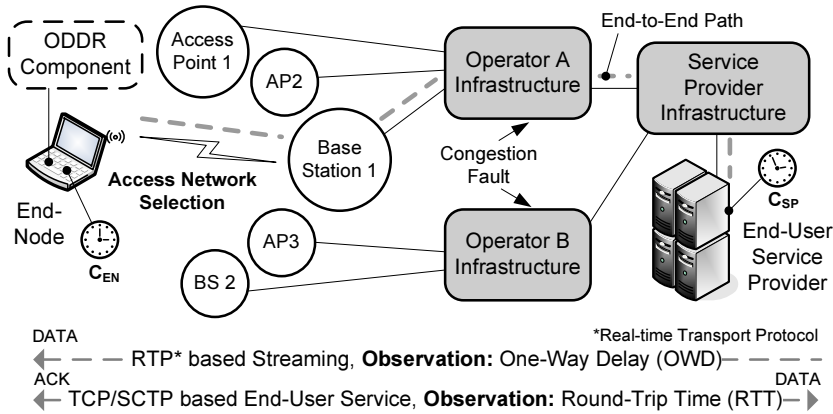 ODDR
Component
Access
Point 1
AP2
Base
Station 1
Access Network
Selection
End-
Node
C_EN
AP3
BS 2
Operator A
Infrastructure
Congestion
Fault
Operator B
Infrastructure
End-to-End Path
Service
Provider
Infrastructure
C_SP
End-User
Service
Provider
DATA
*Real-time Transport Protocol
RTP* based Streaming, Observation: One-Way Delay (OWD)
ACK
DATA
TCP/SCTP based End-User Service, Observation: Round-Trip Time (RTT)